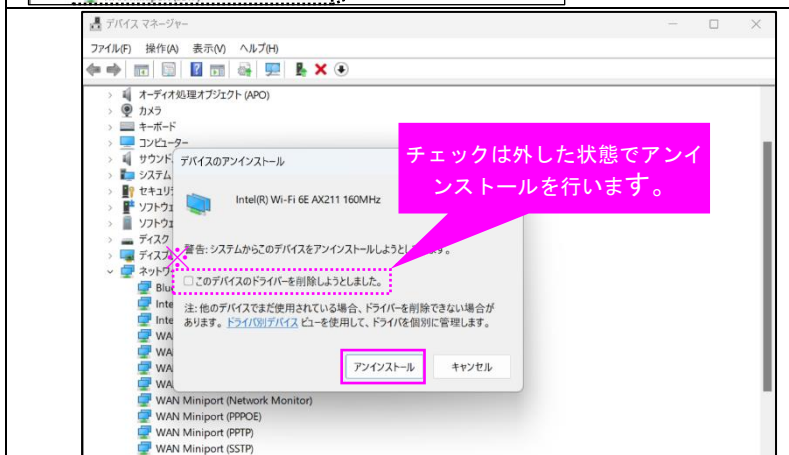 デバイス マネージャー
ファイル(F) 操作(A) 表示(V) ヘルプ(H)
オーディオ処理オブジェクト (APO)
カメラ
キーボード
コンピューター
サウンド
システム
セキュリ
ソフトウ
ソフトウ
ディスク
ディスプ
ネットワ
Blu
Inte
Inte
WA
WA
WA
WA
WAN Miniport (Network Monitor)
WAN Miniport (PPPOE)
WAN Miniport (PPTP)
WAN Miniport (SSTP)
デバイスのアンインストール
Intel(R) Wi-Fi 6E AX211 160MHz
警告: システムからこのデバイスをアンインストールしようとし
※
このデバイスのドライバーを削除しようとしました。
注: 他のデバイスでまだ使用されている場合、ドライバーを削除できない場合が
あります。ドライバ別デバイス ビューを使用して、ドライバを個別に管理します。
アンインストール キャンセル
チェックは外した状態でアンイ
ンストールを行います。